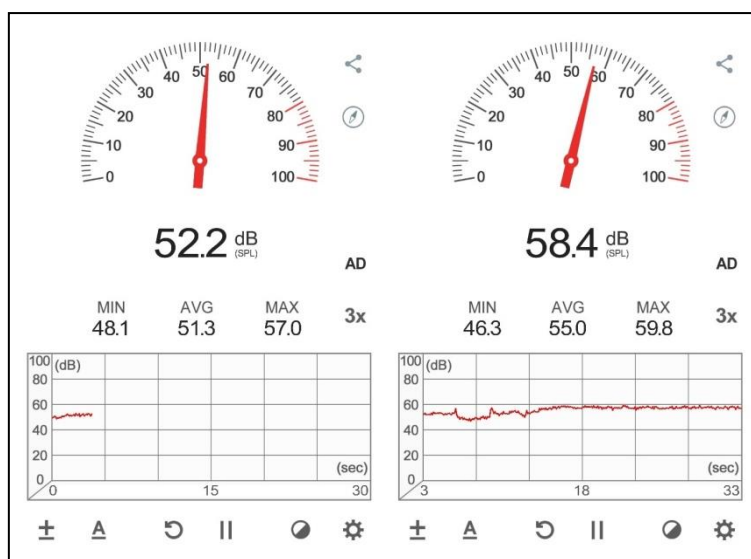 0 10 20 30 40 50 60 70 80 90 100
52.2 dB
(SPL)
AD
MIN AVG MAX
48.1 51.3 57.0
3x
100 (dB)
80
60
40
20
0 (sec)
0 15 30
± A
0 10 20 30 40 50 60 70 80 90 100
58.4 dB
(SPL)
AD
MIN AVG MAX
46.3 55.0 59.8
3x
100 (dB)
80
60
40
20
0 (sec)
3 18 33
± A